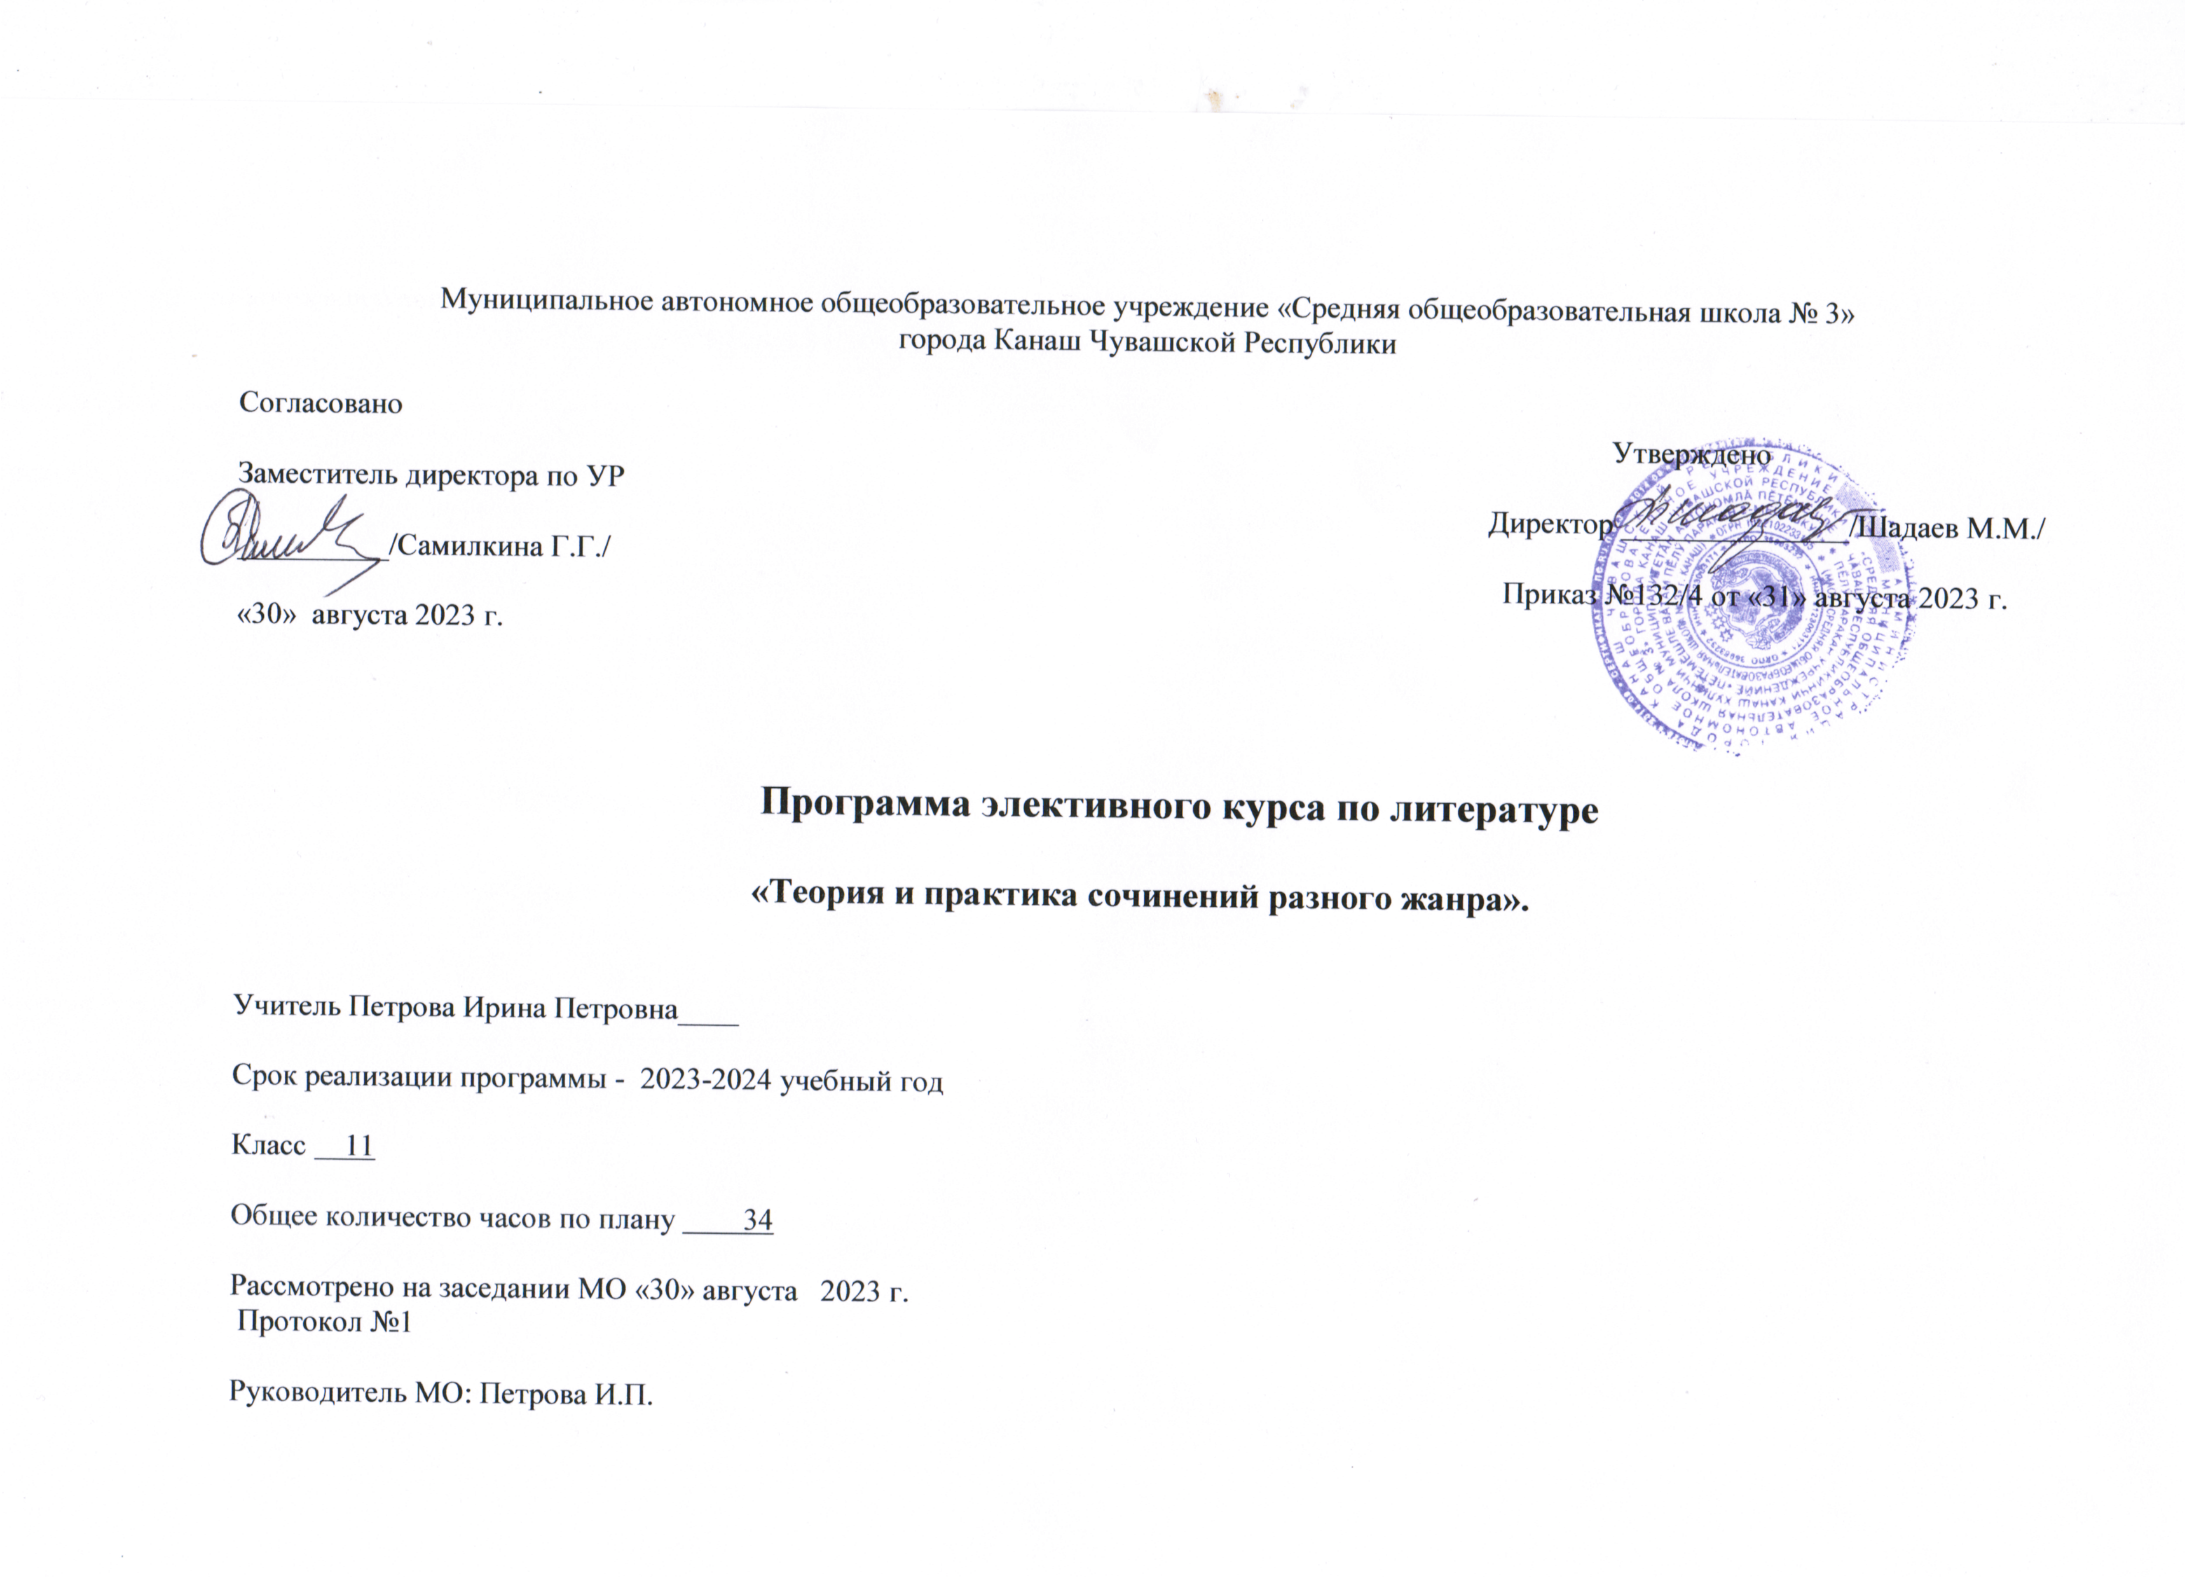 Муниципальное автономное общеобразовательное учреждение «Средняя общеобразовательная школа № 3»
города Канаш Чувашской Республики
Согласовано
Заместитель директора по УР
__________/Самилкина Г.Г./
«30» августа 2023 г.
Утверждено
Директор_______________/Шадаев М.М./
Приказ №132/4 от «31» августа 2023 г.
Программа элективного курса по литературе
«Теория и практика сочинений разного жанра».
Учитель Петрова Ирина Петровна____
Срок реализации программы - 2023-2024 учебный год
Класс __11
Общее количество часов по плану ____34
Рассмотрено на заседании МО «30» августа 2023 г.
Протокол №1
Руководитель МО: Петрова И.П.